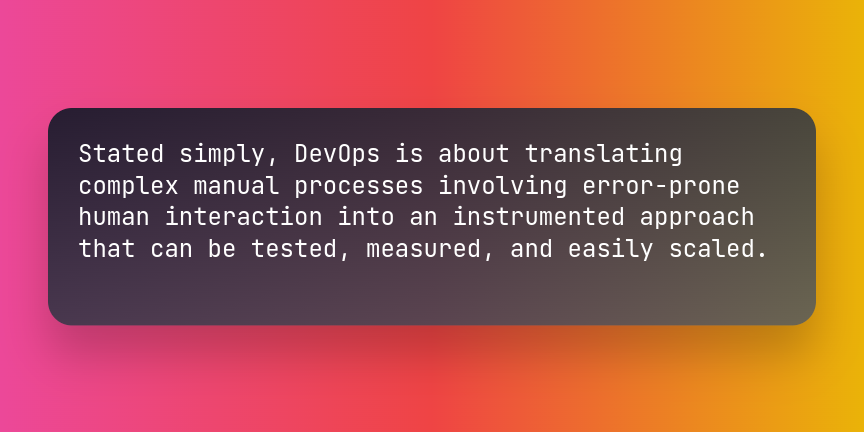 Stated simply, DevOps is about translating
complex manual processes involving error-prone
human interaction into an instrumented approach
that can be tested, measured, and easily scaled.